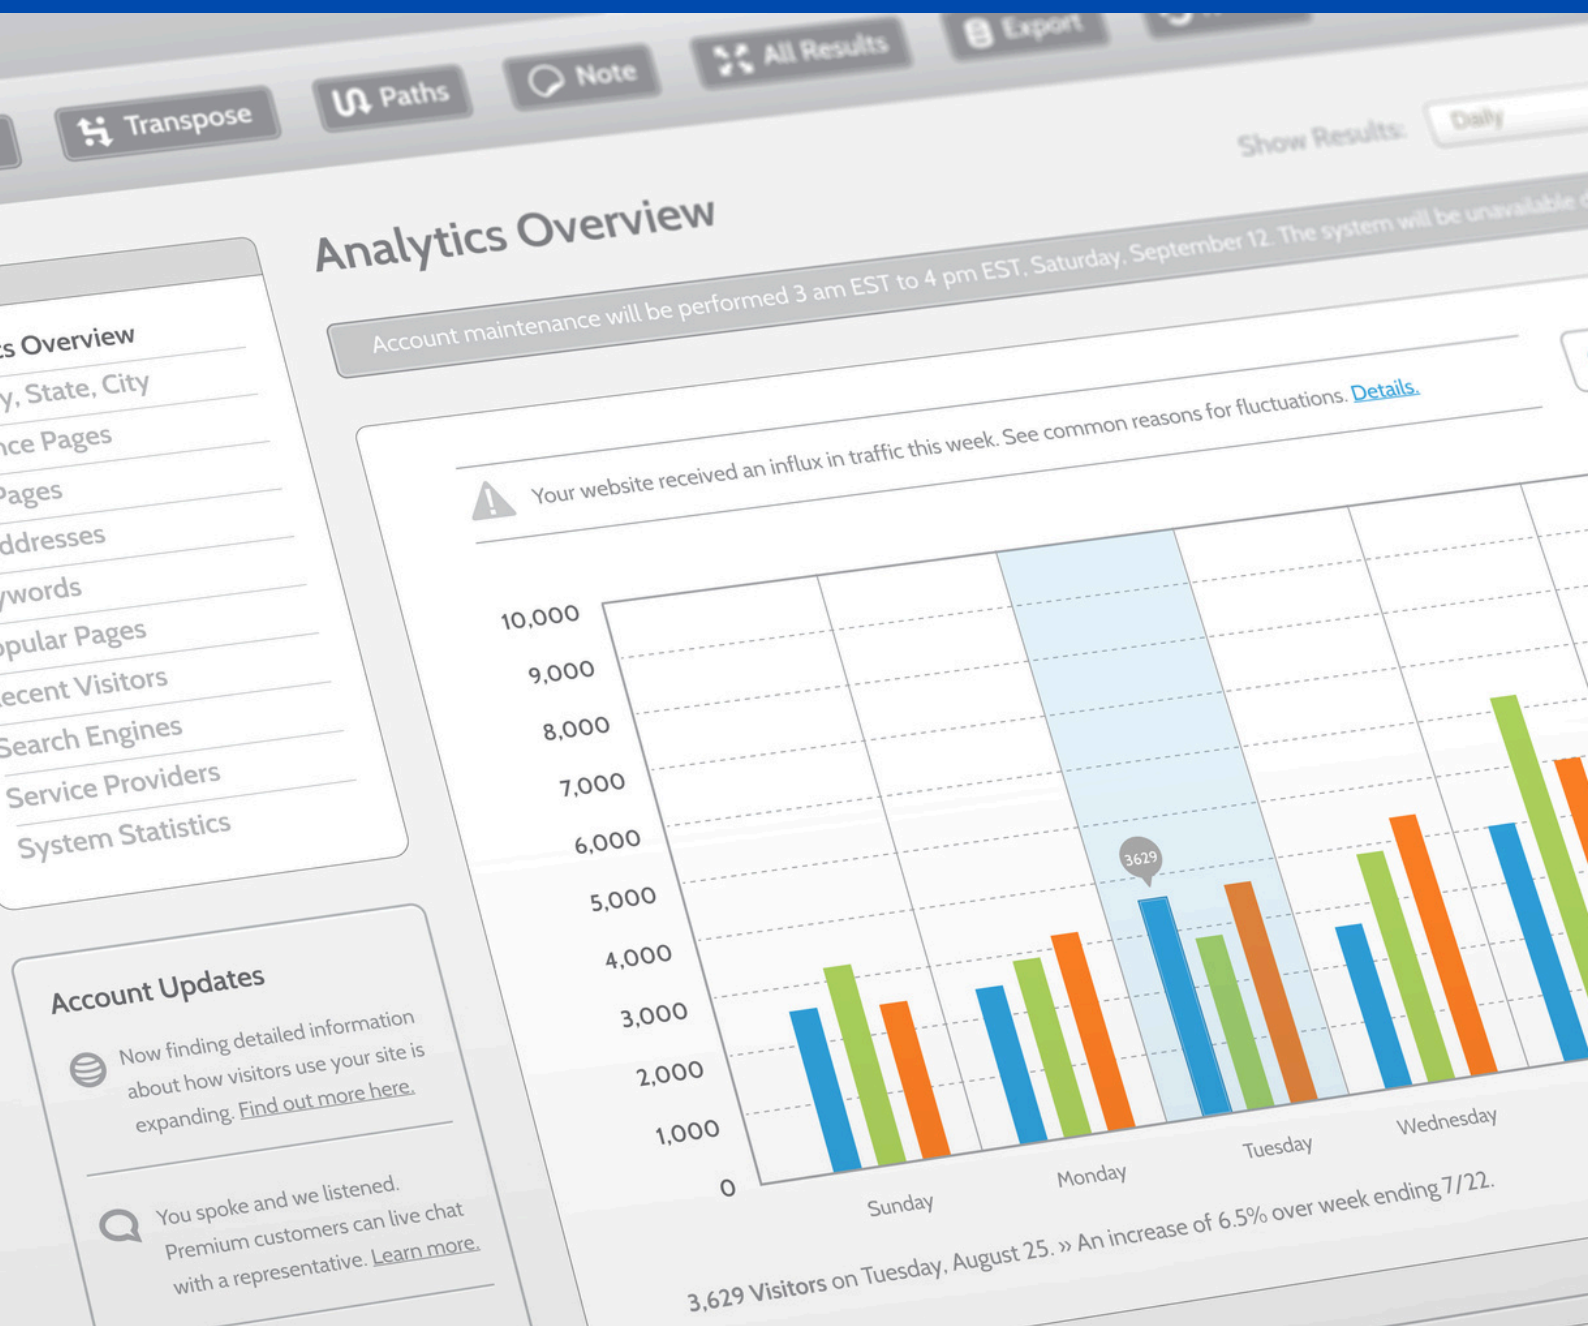 Transpose
Paths
Note
All Results
Export
Show Results:
Daily
Analytics Overview
Account maintenance will be performed 3 am EST to 4 pm EST, Saturday, September 12. The system will be unavailable
Overview
State, City
Pages
Pages
Pages
Visitors
Search Engines
Service Providers
System Statistics
Your website received an influx in traffic this week. See common reasons for fluctuations. Details.
10,000
9,000
8,000
7,000
6,000
5,000
4,000
3,000
2,000
1,000
0
3629
Sunday
Monday
Tuesday
Wednesday
3,629 Visitors on Tuesday, August 25. » An increase of 6.5% over week ending 7/22.
Account Updates
Now finding detailed information
about how visitors use your site is
expanding. Find out more here.
You spoke and we listened.
Premium customers can live chat
with a representative. Learn more.